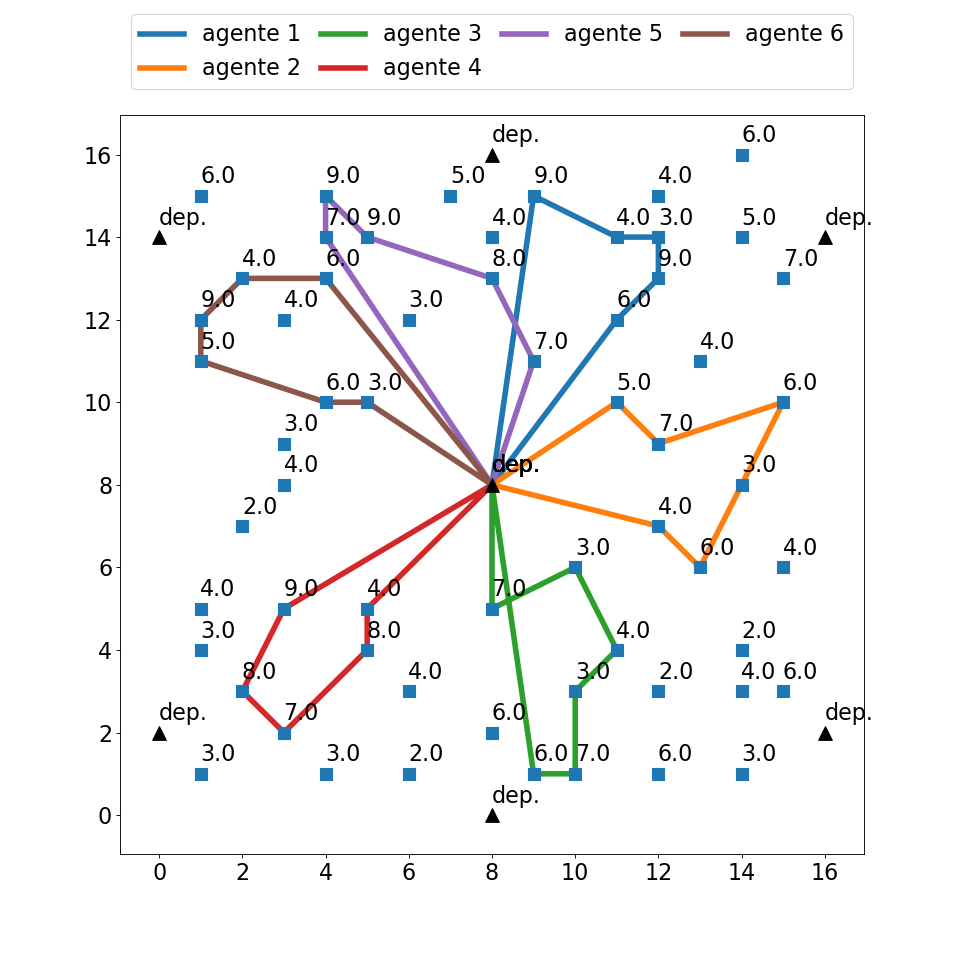 agente 1 agente 3 agente 5 agente 6
agente 2 agente 4
dep. 6.0
16
6.0 9.0 5.0 9.0 4.0
dep. 7.0 9.0 4.0 4.0 3.0 5.0 dep.
14
4.0 6.0 8.0 9.0 7.0
9.0 4.0 3.0 6.0
12
5.0 7.0 4.0
6.0 3.0 5.0 6.0
10
3.0 7.0
4.0 dep. 3.0
8
2.0 4.0
3.0 6.0 4.0
6
4.0 9.0 4.0 7.0
3.0 8.0 4.0 2.0
4
8.0 4.0 3.0 2.0 4.0 6.0
dep. 7.0 6.0 dep.
2
3.0 3.0 2.0 6.0 7.0 6.0 3.0
dep.
0
0 2 4 6 8 10 12 14 16